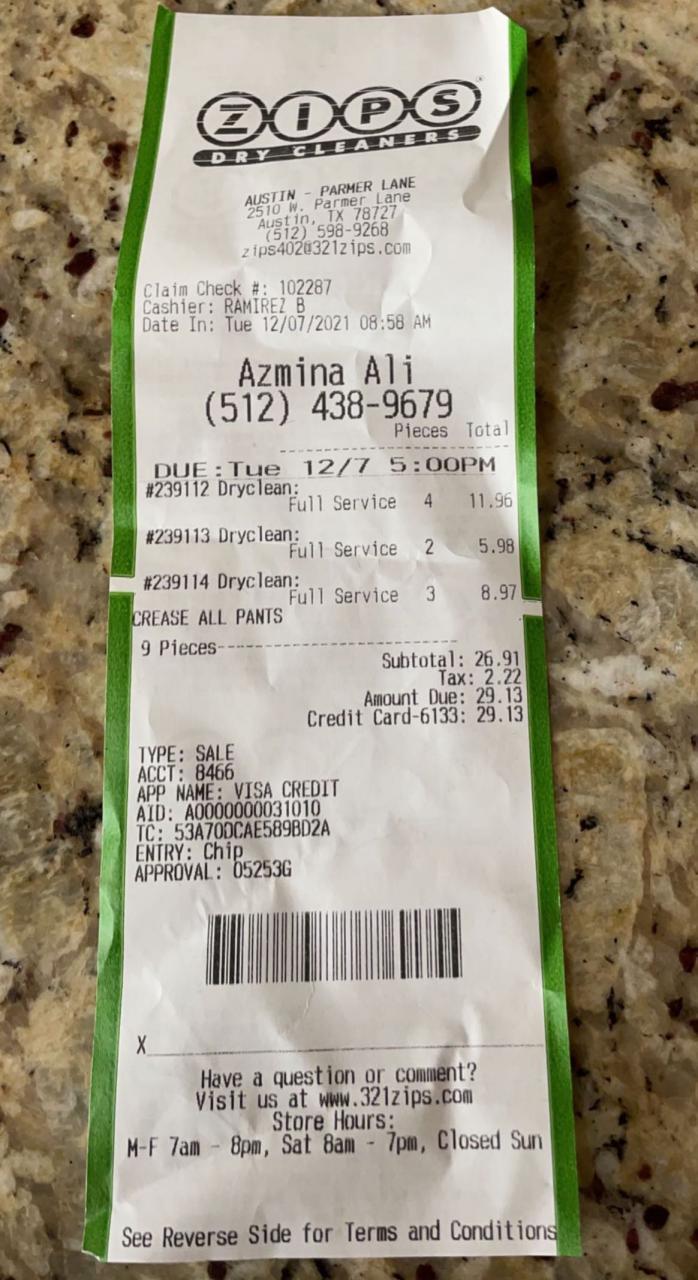 ZIPS
DRY CLEANERS
AUSTIN - PARMER LANE
2510 W. Parmer Lane
Austin, TX 78727
(512) 598-9268
zips402@321zips.com
Claim Check #: 102287
Cashier: RAMIREZ B
Date In: Tue 12/07/2021 08:58 AM
Azmina Ali
(512) 438-9679
Pieces Total
DUE:Tue 12/7 5:00PM
#239112 Dryclean:
Full Service 4 11.96
#239113 Dryclean:
Full Service 2 5.98
#239114 Dryclean:
Full Service 3 8.97
CREASE ALL PANTS
9 Pieces
Subtotal: 26.91
Tax: 2.22
Amount Due: 29.13
Credit Card-6133: 29.13
TYPE: SALE
ACCT: 8466
APP NAME: VISA CREDIT
AID: A0000000031010
TC: 53A70DCAE589BD2A
ENTRY: Chip
APPROVAL: 05253G
X
Have a question or comment?
Visit us at www.321zips.com
Store Hours:
M-F 7am - 8pm, Sat 8am - 7pm, Closed Sun
See Reverse Side for Terms and Conditions